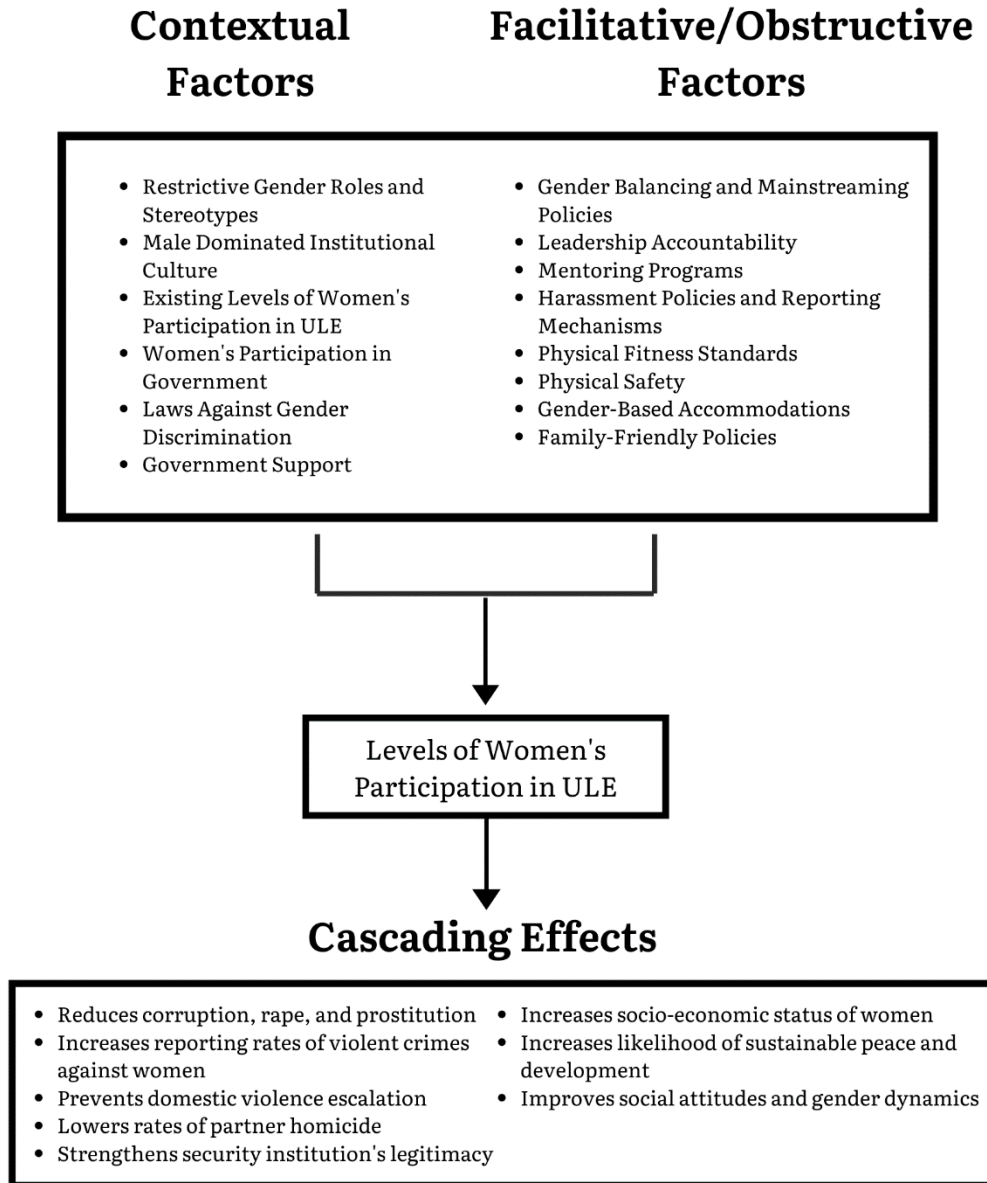 Contextual
Factors
Facilitative/Obstructive
Factors
• Restrictive Gender Roles and
Stereotypes
• Male Dominated Institutional
Culture
• Existing Levels of Women's
Participation in ULE
• Women's Participation in
Government
• Laws Against Gender
Discrimination
• Government Support
• Gender Balancing and Mainstreaming
Policies
• Leadership Accountability
• Mentoring Programs
• Harassment Policies and Reporting
Mechanisms
• Physical Fitness Standards
• Physical Safety
• Gender-Based Accommodations
• Family-Friendly Policies
Levels of Women's
Participation in ULE
Cascading Effects
• Reduces corruption, rape, and prostitution
• Increases reporting rates of violent crimes
against women
• Prevents domestic violence escalation
• Lowers rates of partner homicide
• Strengthens security institution's legitimacy
• Increases socio-economic status of women
• Increases likelihood of sustainable peace and
development
• Improves social attitudes and gender dynamics